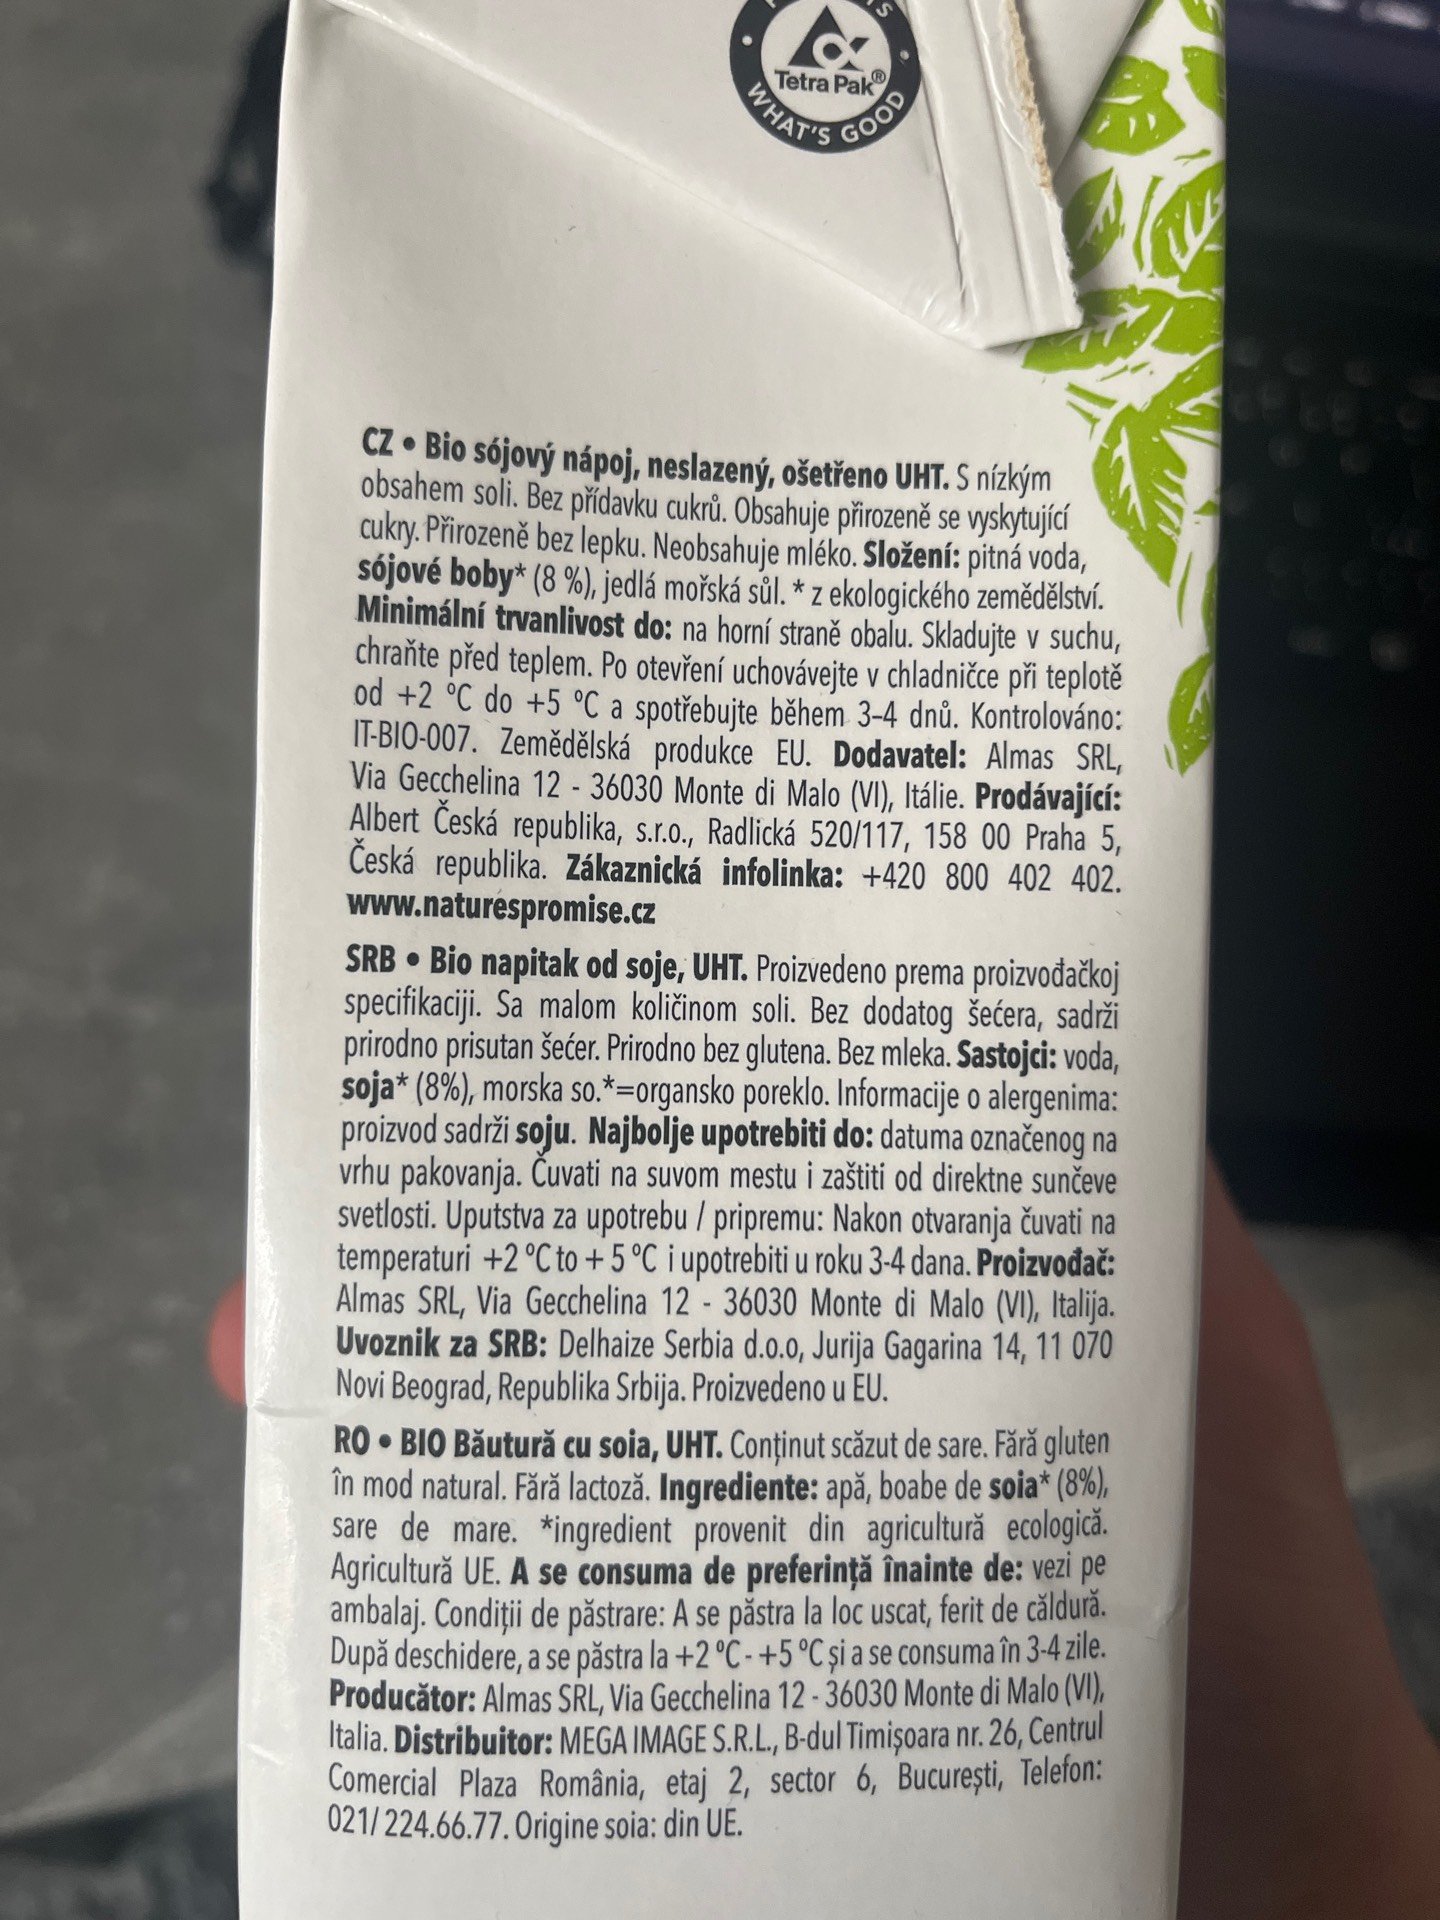 Tetra Pak®
WHAT'S GOOD
CZ • Bio sójový nápoj, neslazený, ošetřeno UHT. S nízkým
obsahem soli. Bez přídavku cukrů. Obsahuje přirozeně se vyskytující
cukry. Přirozeně bez lepku. Neobsahuje mléko. Složení: pitná voda,
sójové boby* (8 %), jedlá mořská sůl. * z ekologického zemědělství.
Minimální trvanlivost do: na horní straně obalu. Skladujte v suchu,
chraňte před teplem. Po otevření uchovávejte v chladničce při teplotě
od +2 °C do +5 °C a spotřebujte během 3-4 dnů. Kontrolováno:
IT-BIO-007. Zemědělská produkce EU. Dodavatel: Almas SRL,
Via Gecchelina 12 - 36030 Monte di Malo (VI), Itálie. Prodávající:
Albert Česká republika, s.r.o., Radlická 520/117, 158 00 Praha 5,
Česká republika. Zákaznická infolinka: +420 800 402 402.
www.naturespromise.cz
SRB • Bio napitak od soje, UHT. Proizvedeno prema proizvođačkoj
specifikaciji. Sa malom količinom soli. Bez dodatog šećera, sadrži
prirodno prisutan šećer. Prirodno bez glutena. Bez mleka. Sastojci: voda,
soja* (8%), morska so.*=organsko poreklo. Informacije o alergenima:
proizvod sadrži soju. Najbolje upotrebiti do: datuma označenog na
vrhu pakovanja. Čuvati na suvom mestu i zaštiti od direktne sunčeve
svetlosti. Uputstva za upotrebu / pripremu: Nakon otvaranja čuvati na
temperaturi +2 °C to + 5 °C i upotrebiti u roku 3-4 dana. Proizvođač:
Almas SRL, Via Gecchelina 12 - 36030 Monte di Malo (VI), Italija.
Uvoznik za SRB: Delhaize Serbia d.o.o, Jurija Gagarina 14, 11 070
Novi Beograd, Republika Srbija. Proizvedeno u EU.
RO • BIO Băutură cu soia, UHT. Conținut scăzut de sare. Fără gluten
în mod natural. Fără lactoză. Ingrediente: apă, boabe de soia* (8%),
sare de mare. *ingredient provenit din agricultură ecologică.
Agricultură UE. A se consuma de preferință înainte de: vezi pe
ambalaj. Condiții de păstrare: A se păstra la loc uscat, ferit de căldură.
După deschidere, a se păstra la +2 °C - +5 °C și a se consuma în 3-4 zile.
Producător: Almas SRL, Via Gecchelina 12 - 36030 Monte di Malo (VI),
Italia. Distribuitor: MEGA IMAGE S.R.L., B-dul Timișoara nr. 26, Centrul
Comercial Plaza România, etaj 2, sector 6, București, Telefon:
021/ 224.66.77. Origine soia: din UE.